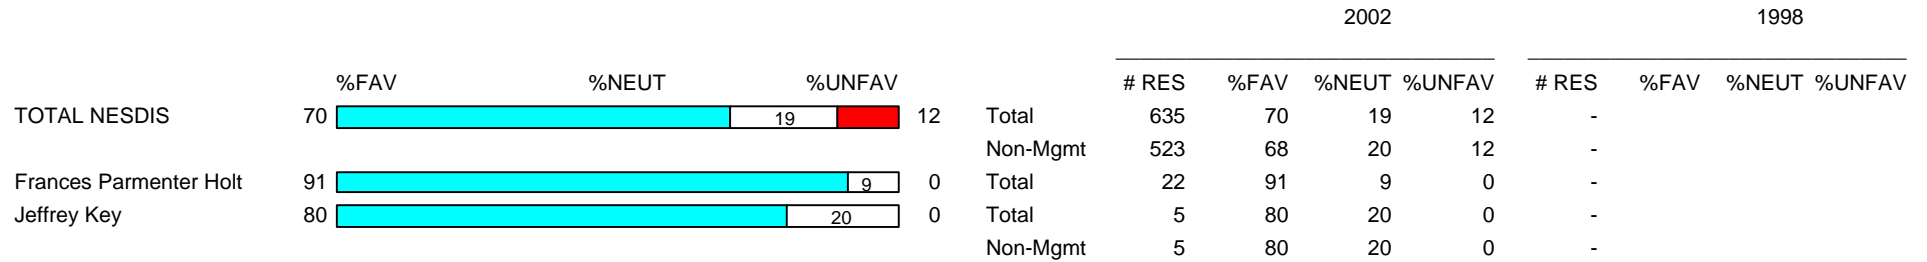 2002 1998
%FAV %NEUT %UNFAV # RES %FAV %NEUT %UNFAV # RES %FAV %NEUT %UNFAV
TOTAL NESDIS 70 19 12 Total 635 70 19 12 -
Non-Mgmt 523 68 20 12 -
Frances Parmenter Holt 91 9 0 Total 22 91 9 0 -
Jeffrey Key 80 20 0 Total 5 80 20 0 -
Non-Mgmt 5 80 20 0 -